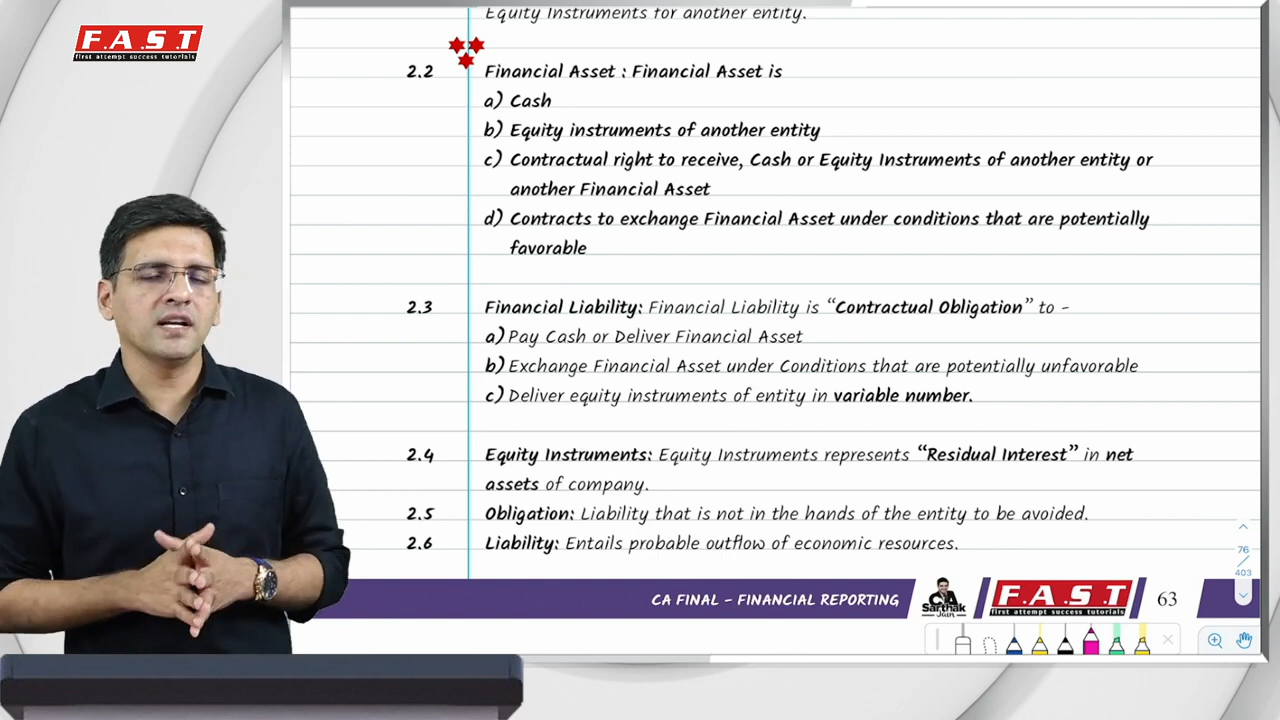 F.A.S.T
first attempt success tutorials
Equity Instruments for another entity.
2.2 Financial Asset : Financial Asset is
a) Cash
b) Equity instruments of another entity
c) Contractual right to receive, Cash or Equity Instruments of another entity or
another Financial Asset
d) Contracts to exchange Financial Asset under conditions that are potentially
favorable
2.3 Financial Liability: Financial Liability is “Contractual Obligation” to -
a) Pay Cash or Deliver Financial Asset
b) Exchange Financial Asset under Conditions that are potentially unfavorable
c) Deliver equity instruments of entity in variable number.
2.4 Equity Instruments: Equity Instruments represents “Residual Interest” in net
assets of company.
2.5 Obligation: Liability that is not in the hands of the entity to be avoided.
2.6 Liability: Entails probable outflow of economic resources.
76
/
403
CA FINAL - FINANCIAL REPORTING
CA
Sarthak
Jain
F.A.S.T
first attempt success tutorials
63